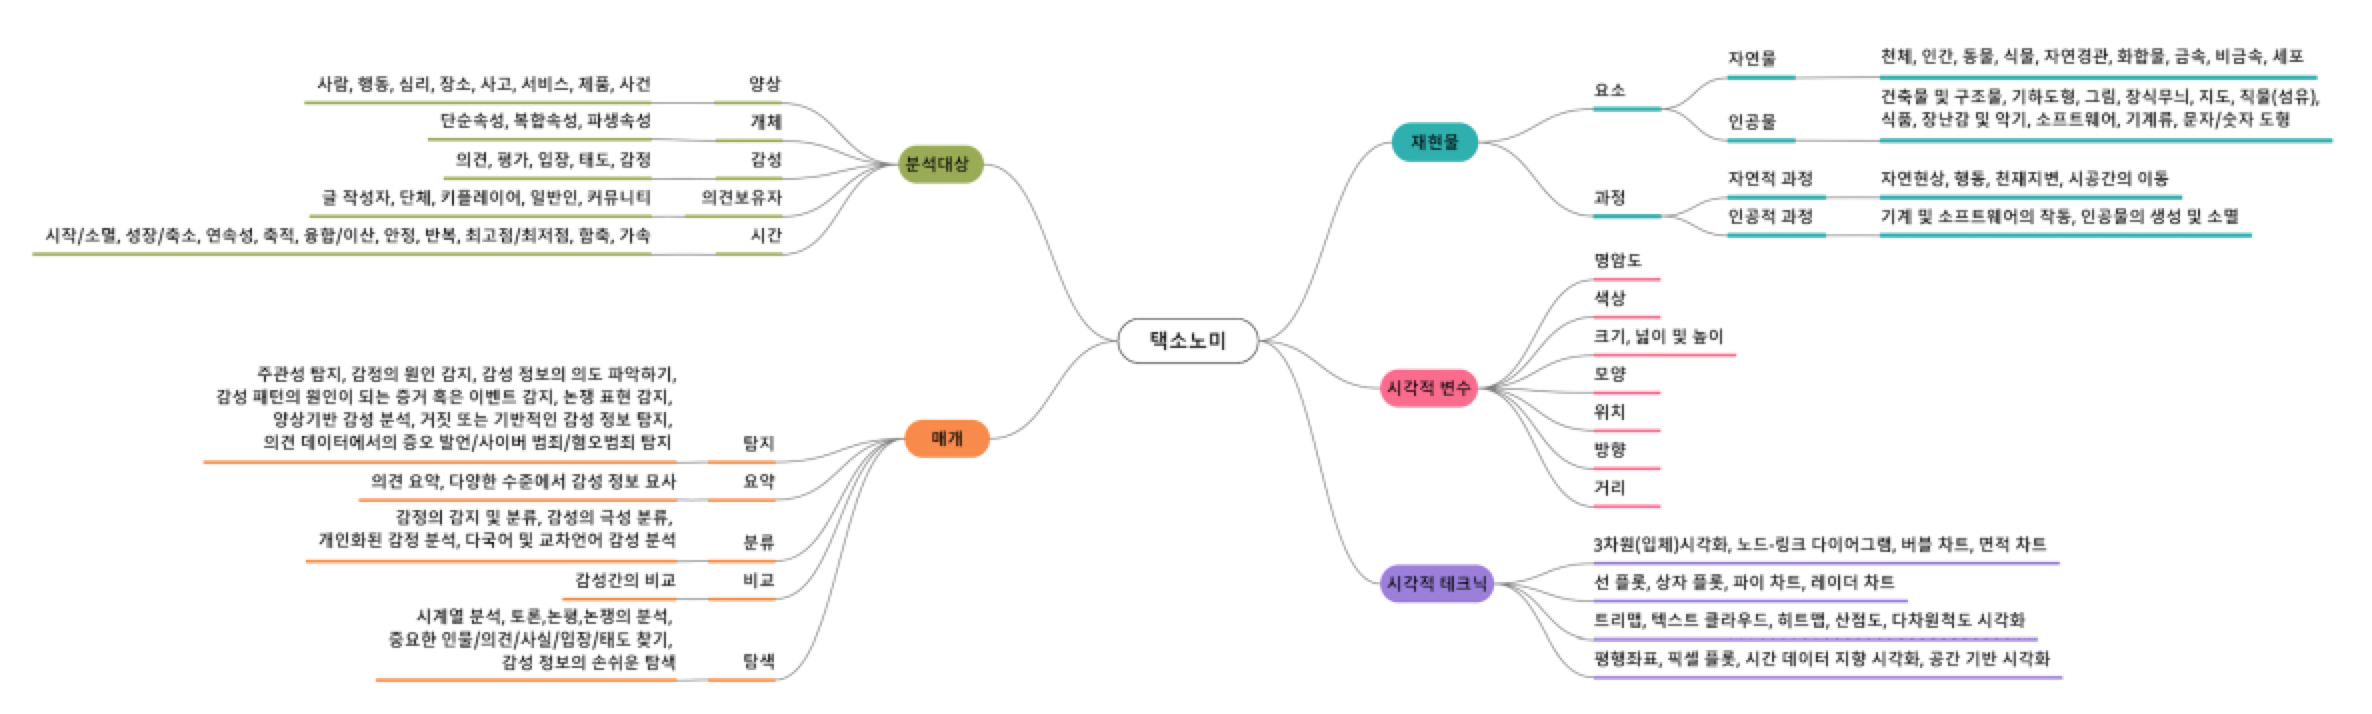 택소노미
분석대상
양상
사람, 행동, 심리, 장소, 사고, 서비스, 제품, 사건
개체
단순속성, 복합속성, 파생속성
감성
의견, 평가, 입장, 태도, 감정
의견보유자
글 작성자, 단체, 키플레이어, 일반인, 커뮤니티
시간
시작/소멸, 성장/축소, 연속성, 축적, 융합/이산, 안정, 반복, 최고점/최저점, 함축, 가속
매개
주관성 탐지, 감정의 원인 감지, 감성 정보의 의도 파악하기,
감성 패턴의 원인이 되는 증거 혹은 이벤트 감지, 논쟁 표현 감지,
양상기반 감성 분석, 거짓 또는 기반적인 감성 정보 탐지,
의견 데이터에서의 증오 발언/사이버 범죄/혐오범죄 탐지
탐지
의견 요약, 다양한 수준에서 감성 정보 묘사
요약
감정의 감지 및 분류, 감성의 극성 분류,
개인화된 감정 분석, 다국어 및 교차언어 감성 분석
분류
감성간의 비교
비교
시계열 분석, 토론,논평,논쟁의 분석,
중요한 인물/의견/사실/입장/태도 찾기,
감성 정보의 손쉬운 탐색
탐색
재현물
요소
자연물
천체, 인간, 동물, 식물, 자연경관, 화합물, 금속, 비금속, 세포
인공물
건축물 및 구조물, 기하도형, 그림, 장식무늬, 지도, 직물(섬유),
식품, 장난감 및 악기, 소프트웨어, 기계류, 문자/숫자 도형
과정
자연적 과정
자연현상, 행동, 천재지변, 시공간의 이동
인공적 과정
기계 및 소프트웨어의 작동, 인공물의 생성 및 소멸
시각적 변수
명암도
색상
크기, 넓이 및 높이
모양
위치
방향
거리
시각적 테크닉
3차원(입체)시각화, 노드-링크 다이어그램, 버블 차트, 면적 차트
선 플롯, 상자 플롯, 파이 차트, 레이더 차트
트리맵, 텍스트 클라우드, 히트맵, 산점도, 다차원척도 시각화
평행좌표, 픽셀 플롯, 시간 데이터 지향 시각화, 공간 기반 시각화